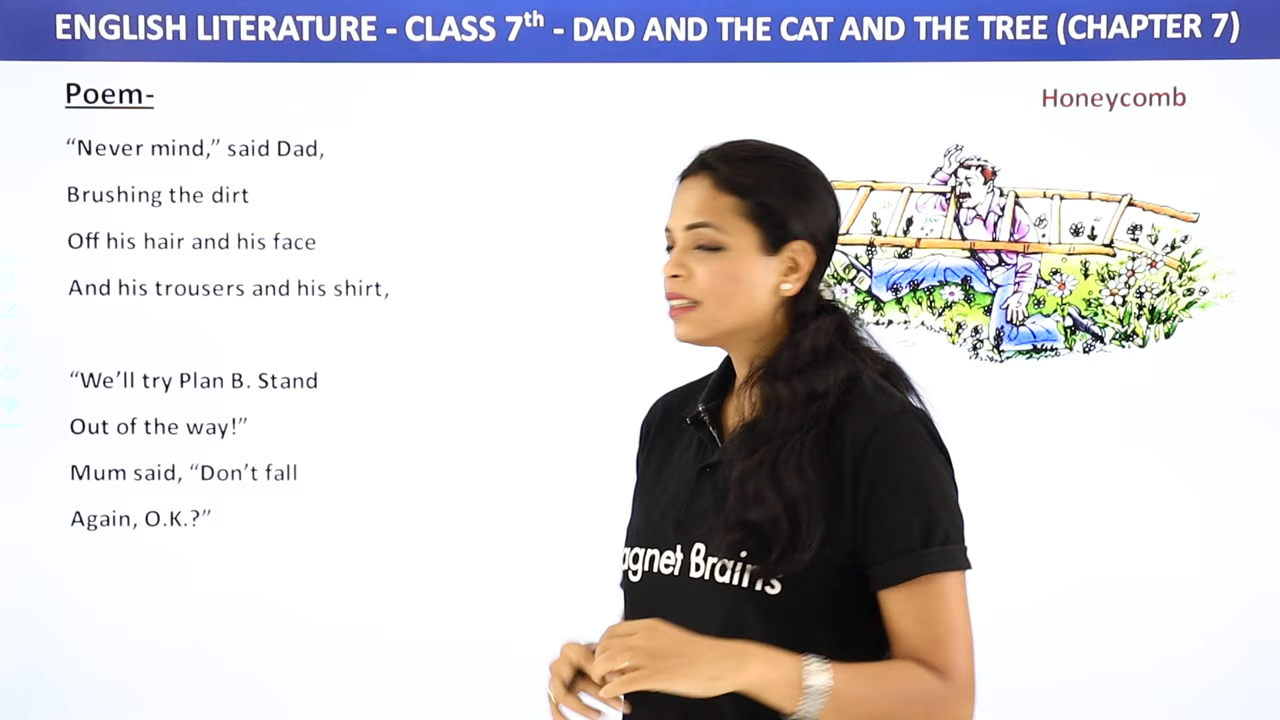 ENGLISH LITERATURE - CLASS 7th - DAD AND THE CAT AND THE TREE (CHAPTER 7)
Poem-
Honeycomb
“Never mind,” said Dad,
Brushing the dirt
Off his hair and his face
And his trousers and his shirt,
“We’ll try Plan B. Stand
Out of the way!”
Mum said, “Don’t fall
Again, O.K.?”
agnet Brains